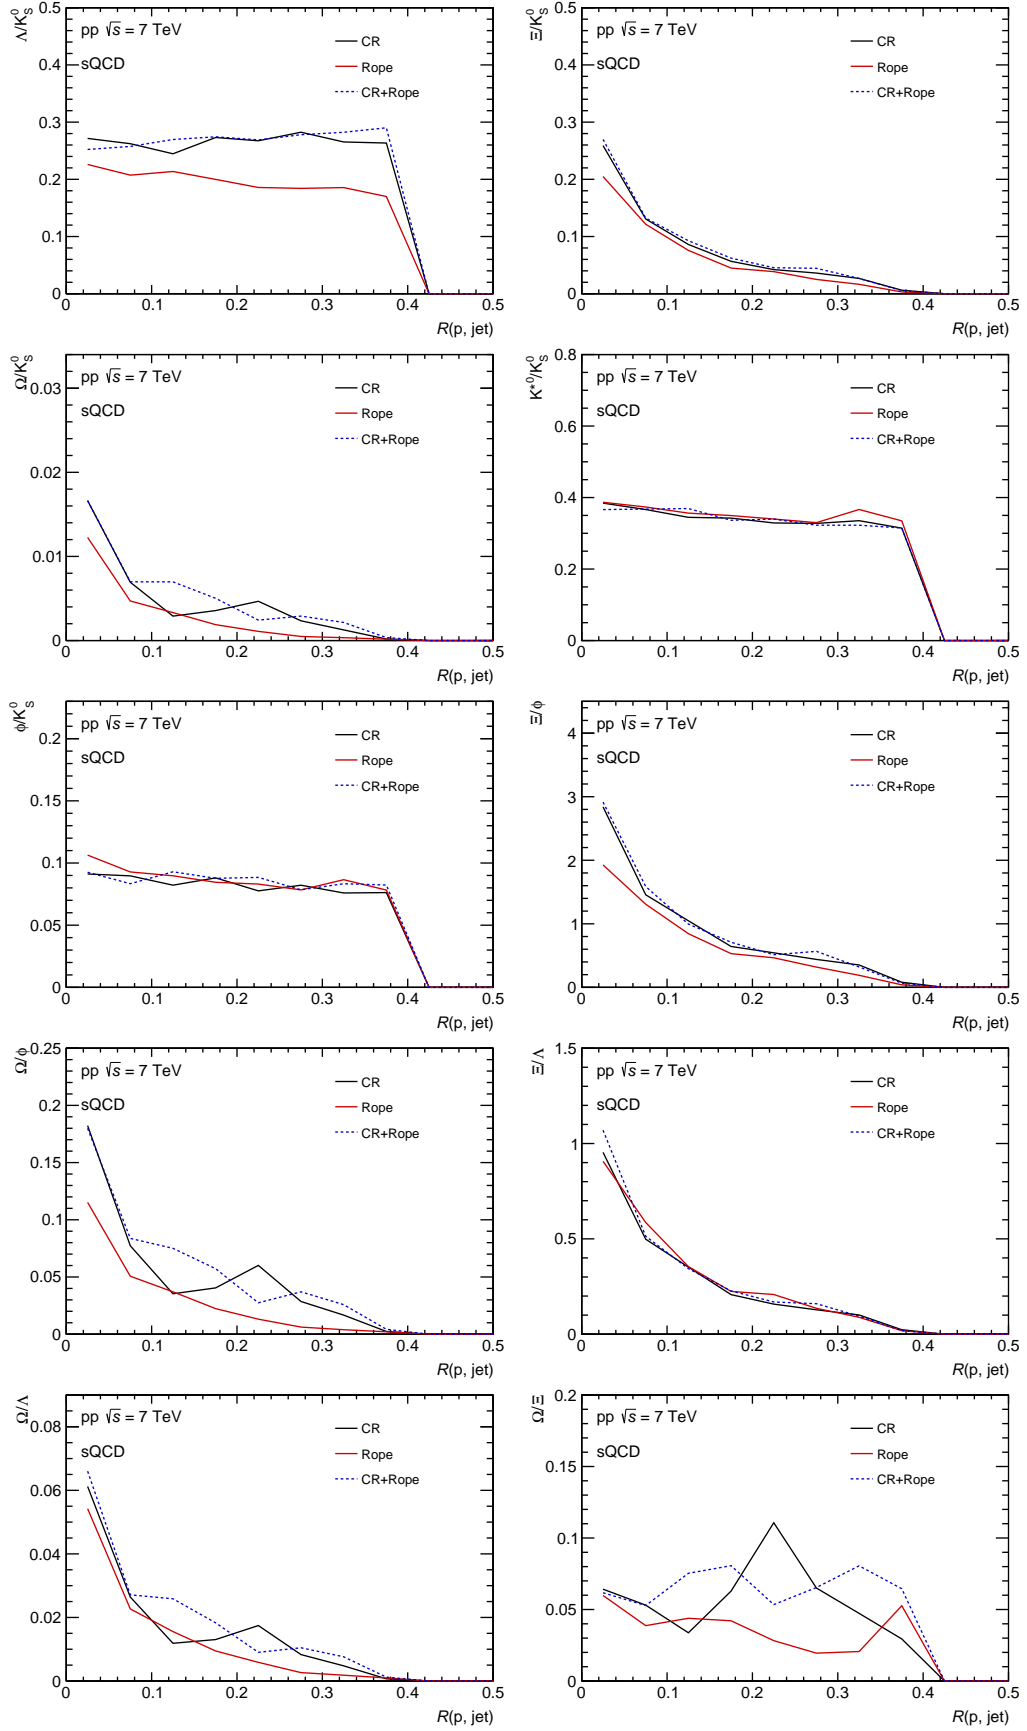 Λ/K⁰S
pp √s = 7 TeV
sQCD
CR
Rope
CR+Rope
0.5
0.4
0.3
0.2
0.1
0
0 0.1 0.2 0.3 0.4 0.5
R(p, jet)
Ξ/K⁰S
pp √s = 7 TeV
sQCD
CR
Rope
CR+Rope
0.5
0.4
0.3
0.2
0.1
0
0 0.1 0.2 0.3 0.4 0.5
R(p, jet)
Ω/K⁰S
pp √s = 7 TeV
sQCD
CR
Rope
CR+Rope
0.03
0.02
0.01
0
0 0.1 0.2 0.3 0.4 0.5
R(p, jet)
K*⁰/K⁰S
pp √s = 7 TeV
sQCD
CR
Rope
CR+Rope
0.8
0.6
0.4
0.2
0
0 0.1 0.2 0.3 0.4 0.5
R(p, jet)
ϕ/K⁰S
pp √s = 7 TeV
sQCD
CR
Rope
CR+Rope
0.2
0.15
0.1
0.05
0
0 0.1 0.2 0.3 0.4 0.5
R(p, jet)
Ξ/ϕ
pp √s = 7 TeV
sQCD
CR
Rope
CR+Rope
4
3
2
1
0
0 0.1 0.2 0.3 0.4 0.5
R(p, jet)
Ω/ϕ
pp √s = 7 TeV
sQCD
CR
Rope
CR+Rope
0.25
0.2
0.15
0.1
0.05
0
0 0.1 0.2 0.3 0.4 0.5
R(p, jet)
Ξ/Λ
pp √s = 7 TeV
sQCD
CR
Rope
CR+Rope
1.5
1
0.5
0
0 0.1 0.2 0.3 0.4 0.5
R(p, jet)
Ω/Λ
pp √s = 7 TeV
sQCD
CR
Rope
CR+Rope
0.08
0.06
0.04
0.02
0
0 0.1 0.2 0.3 0.4 0.5
R(p, jet)
Ω/Ξ
pp √s = 7 TeV
sQCD
CR
Rope
CR+Rope
0.2
0.15
0.1
0.05
0
0 0.1 0.2 0.3 0.4 0.5
R(p, jet)